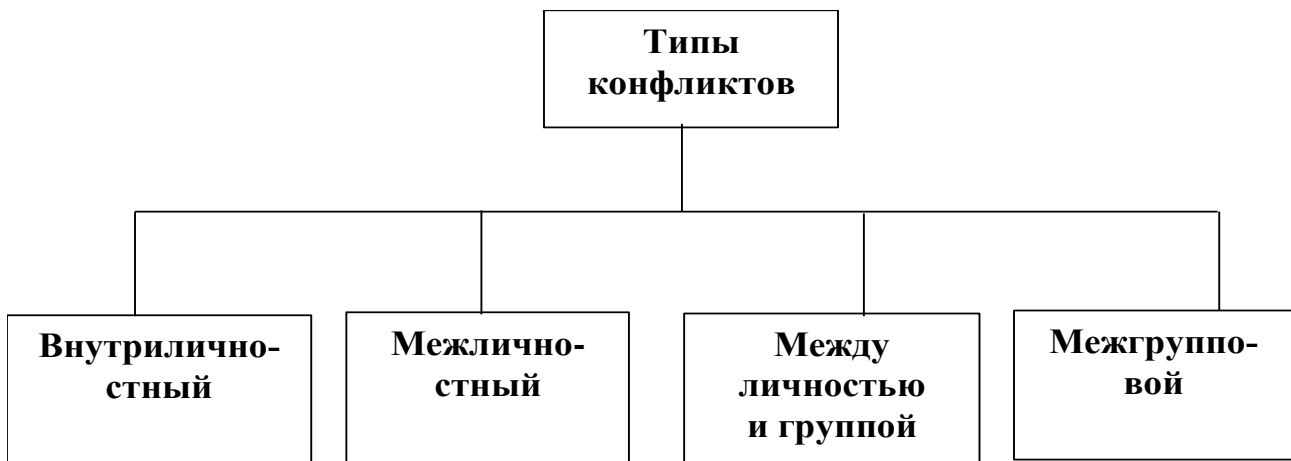 Типы
конфликтов
Внутрилично-
стный
Межлично-
стный
Между
личностью
и группой
Межгруппо-
вой